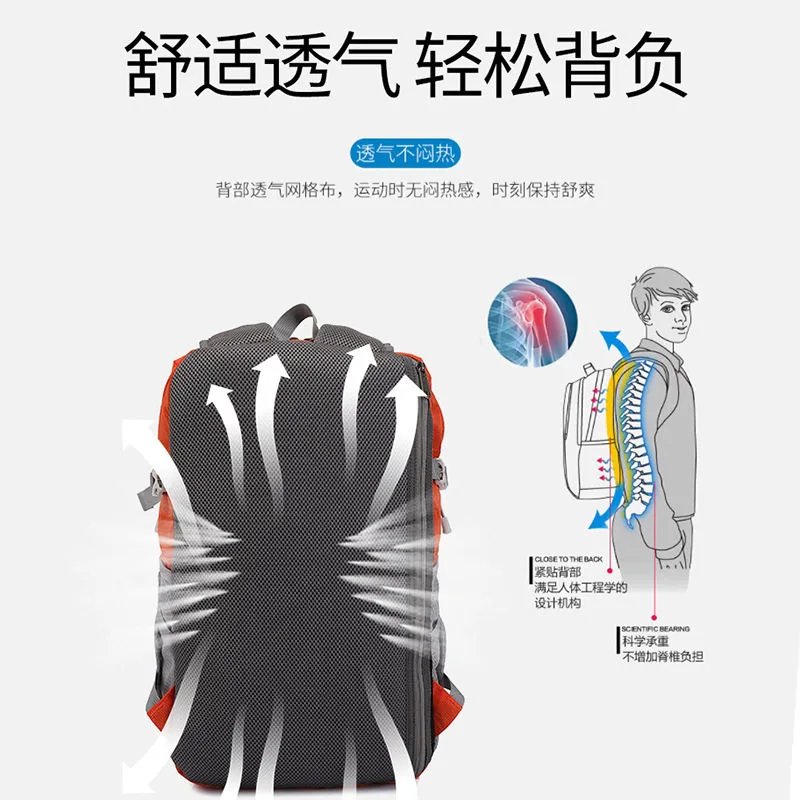 舒适透气 轻松背负
透气不闷热
背部透气网格布，运动时无闷热感，时刻保持舒爽
CLOSE TO THE BACK
紧贴背部
满足人体工程学的
设计机构
SCIENTIFIC BEARING
科学承重
不增加脊椎负担